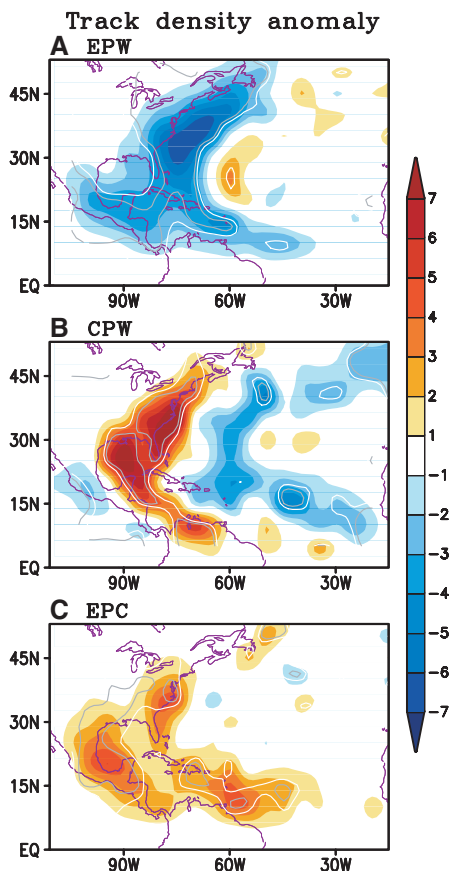 Track density anomaly
A EPW
45N
30N
15N
EQ
90W 60W 30W
B CPW
45N
30N
15N
EQ
90W 60W 30W
C EPC
45N
30N
15N
EQ
90W 60W 30W
7
6
5
4
3
2
1
-1
-2
-3
-4
-5
-6
-7